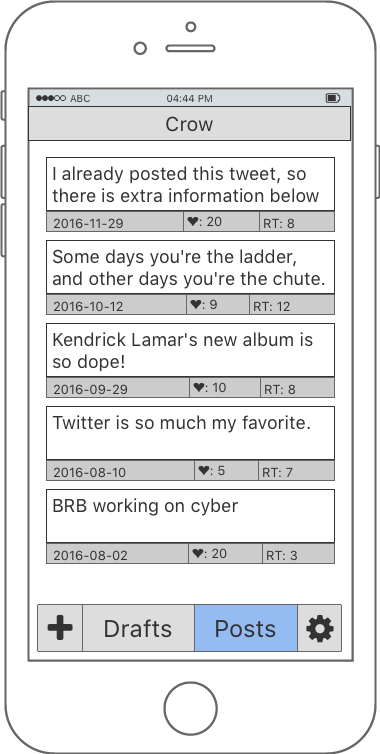 ABC 04:44 PM
Crow
I already posted this tweet, so
there is extra information below
2016-11-29 ♥: 20 RT: 8
Some days you're the ladder,
and other days you're the chute.
2016-10-12 ♥: 9 RT: 12
Kendrick Lamar's new album is
so dope!
2016-09-29 ♥: 10 RT: 8
Twitter is so much my favorite.
2016-08-10 ♥: 5 RT: 7
BRB working on cyber
2016-08-02 ♥: 20 RT: 3
Drafts Posts